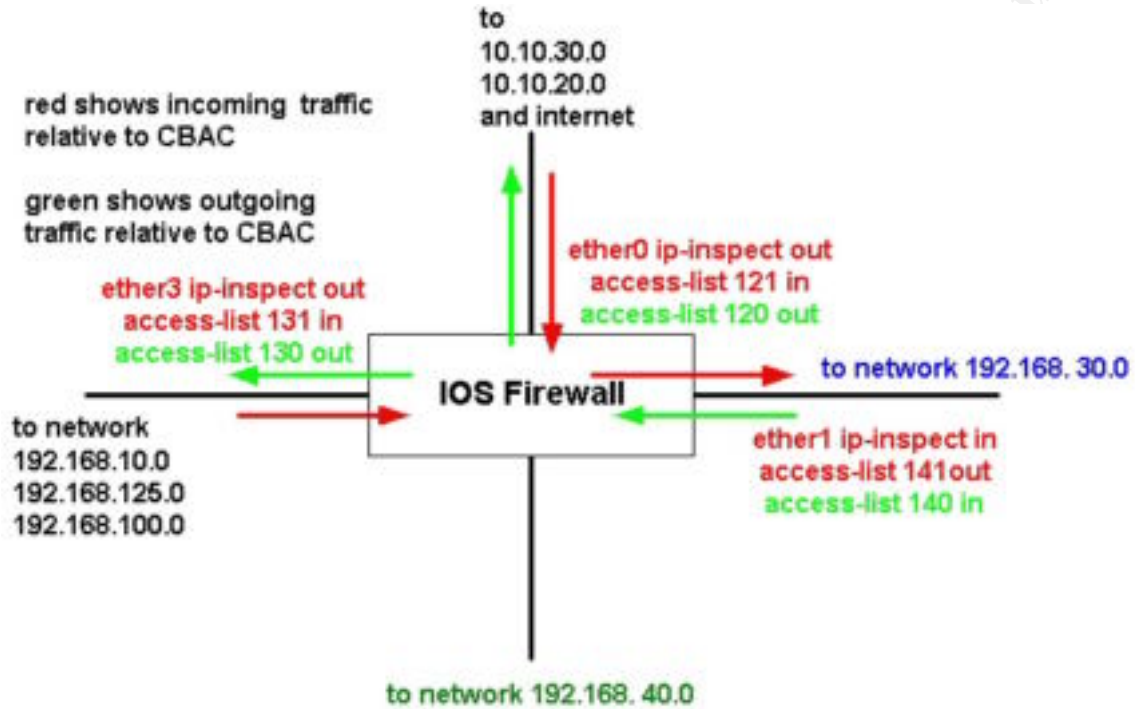 to
10.10.30.0
10.10.20.0
and internet
red shows incoming traffic
relative to CBAC
green shows outgoing
traffic relative to CBAC
ether0 ip-inspect out
access-list 121 in
access-list 120 out
ether3 ip-inspect out
access-list 131 in
access-list 130 out
IOS Firewall
to network 192.168. 30.0
to network
192.168.10.0
192.168.125.0
192.168.100.0
ether1 ip-inspect in
access-list 141out
access-list 140 in
to network 192.168. 40.0